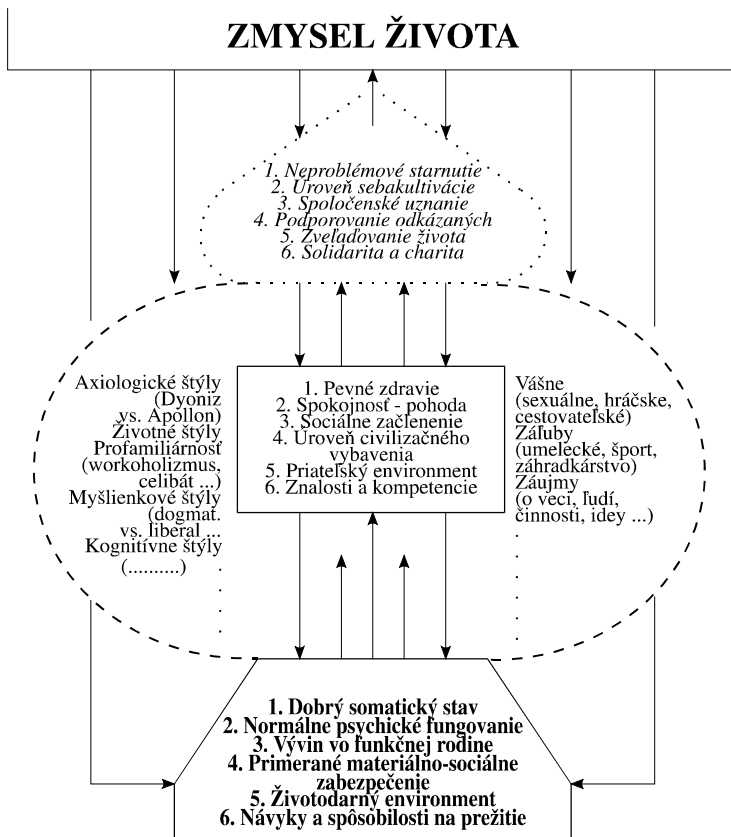 ZMYSEL ŽIVOTA
1. Neproblémové starnutie
2. Úroveň sebakultivácie
3. Spoločenské uznanie
4. Podporovanie odkázaných
5. Zveľaďovanie života
6. Solidarita a charita
Axiologické štýly
(Dyoniz
vs. Apollon)
Životné štýly
Profamiliárnosť
(workoholizmus,
celibát ...)
Myšlienkové štýly
(dogmat.
vs. liberal ...
Kognitívne štýly
(..........)
1. Pevné zdravie
2. Spokojnosť - pohoda
3. Sociálne začlenenie
4. Úroveň civilizačného
vybavenia
5. Priateľský environment
6. Znalosti a kompetencie
Vášne
(sexuálne, hráčske,
cestovateľské)
Záľuby
(umelecké, šport,
záhradkárstvo)
Záujmy
(o veci, ľudí,
činnosti, idey ...)
1. Dobrý somatický stav
2. Normálne psychické fungovanie
3. Vývin vo funkčnej rodine
4. Primerané materiálno-sociálne
zabezpečenie
5. Životodarný environment
6. Návyky a spôsobilosti na prežitie